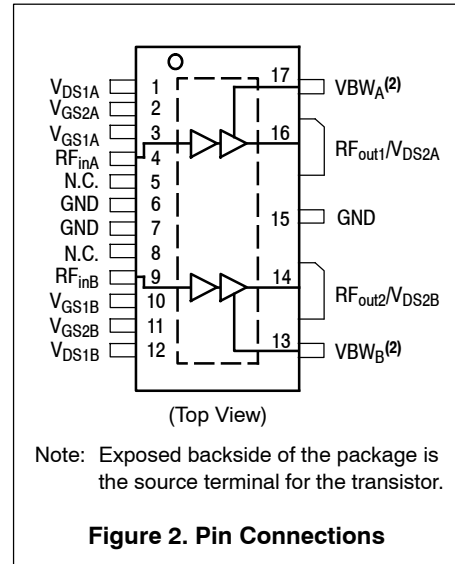 V_DS1A 1 17 VBW_A(2)
V_GS2A 2
V_GS1A 3 16 RF_out1/V_DS2A
RF_inA 4
N.C. 5
GND 6 15 GND
GND 7
N.C. 8
RF_inB 9 14 RF_out2/V_DS2B
V_GS1B 10
V_GS2B 11 13 VBW_B(2)
V_DS1B 12
(Top View)
Note: Exposed backside of the package is
the source terminal for the transistor.
Figure 2. Pin Connections